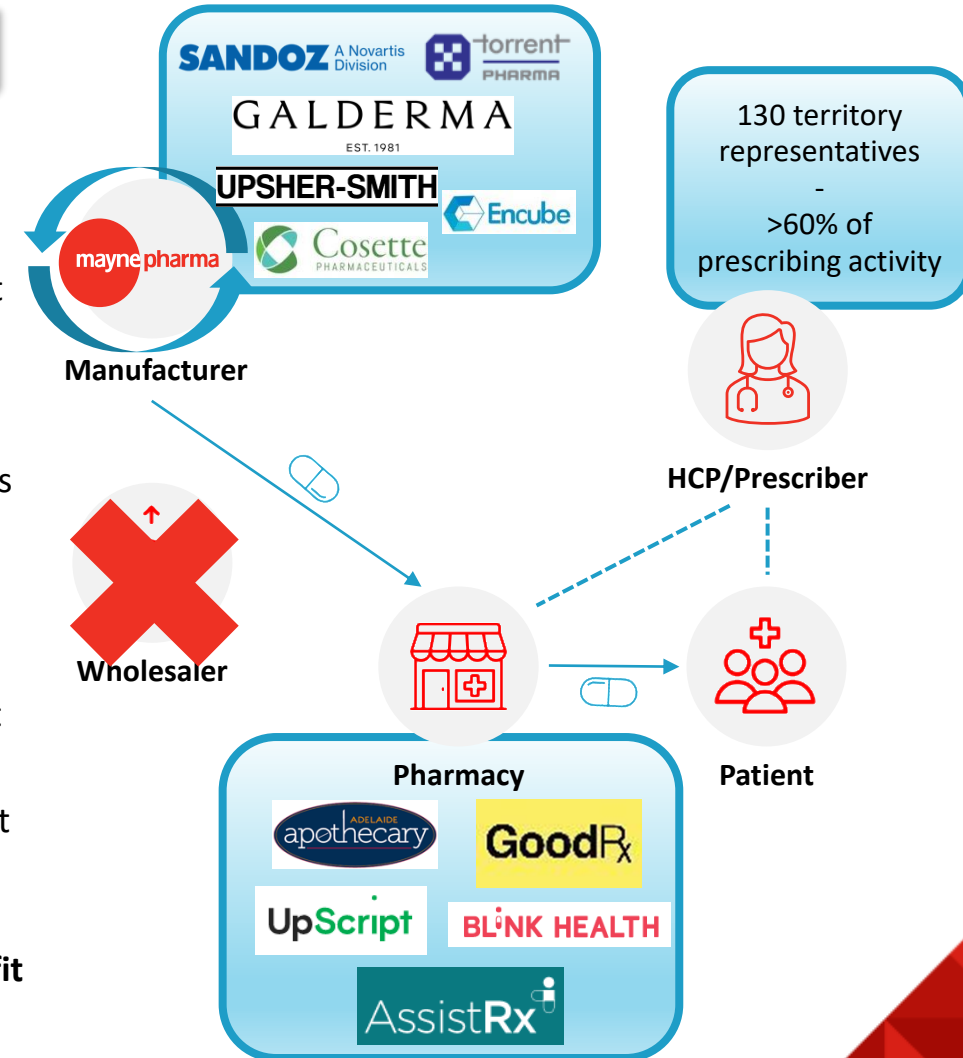 SANDOZ A Novartis
Division
torrent
PHARMA
GALDERMA
EST. 1981
UPSHER-SMITH
Encube
Cosette
PHARMACEUTICALS
mayne pharma
Manufacturer
130 territory
representatives
-
>60% of
prescribing activity
HCP/Prescriber
s
Wholesaler
Pharmacy
Patient
ADELAIDE
apothecary
GoodRx
t
UpScript
BLINK HEALTH
fit
AssistRx